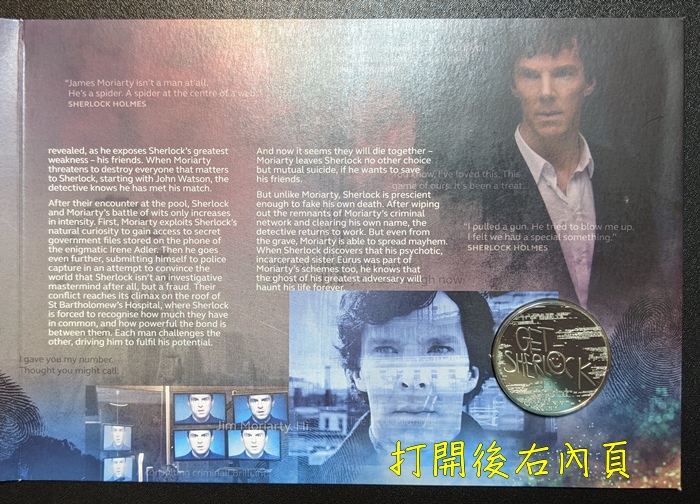 "James Moriarty isn't a man at all.
He's a spider. A spider at the centre of a web."
SHERLOCK HOLMES
revealed, as he exposes Sherlock's greatest
weakness – his friends. When Moriarty
threatens to destroy everyone that matters
to Sherlock, starting with John Watson, the
detective knows he has met his match.
After their encounter at the pool, Sherlock
and Moriarty's battle of wits only increases
in intensity. First, Moriarty exploits Sherlock's
natural curiosity to gain access to secret
government files stored on the phone
of the enigmatic Irene Adler. Then he goes
even further, submitting himself to police
capture in an attempt to convince the
world that Sherlock isn't an investigative
mastermind after all, but a fraud. Their
conflict reaches its climax on the roof of
St Bartholomew's Hospital, where Sherlock
is forced to recognise how much they have
in common, and how powerful the bond is
between them. Each man challenges the
other, driving him to fulfil his potential.
I gave you my number.
Thought you might call.
And now it seems they will die together –
Moriarty leaves Sherlock no other choice
but mutual suicide, if he wants to save
his friends.
But unlike Moriarty, Sherlock is prescient
enough to fake his own death. After wiping
out the remnants of Moriarty's criminal
network and clearing his own name, the
detective returns to work. But even from
the grave, Moriarty is able to spread mayhem.
When Sherlock discovers that his psychotic,
incarcerated sister Eurus was part of
Moriarty's schemes too, he knows that
the ghost of his greatest adversary will
haunt his life forever.
You know, I've loved this. This
game of ours. It's been a treat.
"I pulled a gun. He tried to blow me up.
I felt we had a special something."
SHERLOCK HOLMES
GET
SHERLOCK
Jim Moriarty. Hi.
打開後右內頁